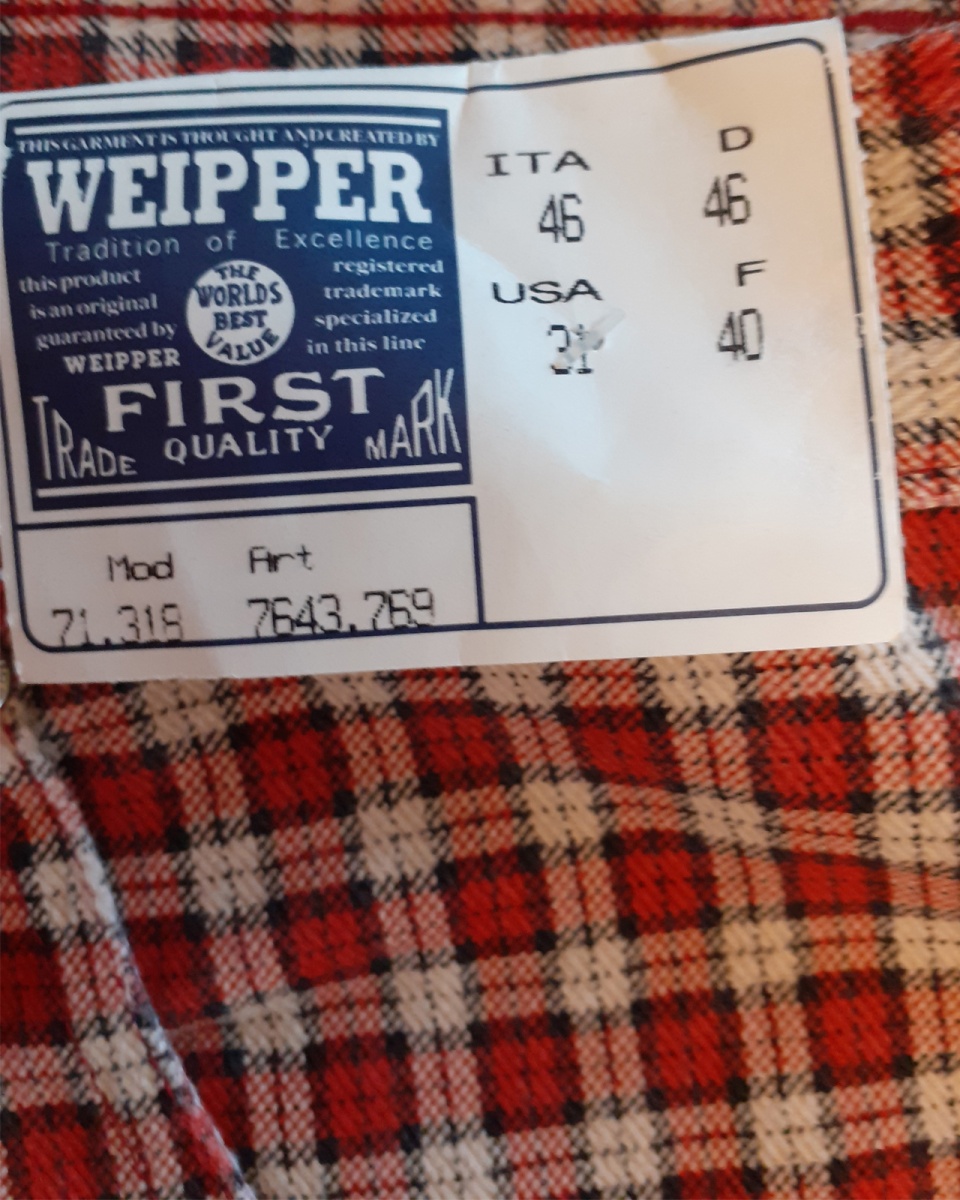 THIS GARMENT IS THOUGHT AND CREATED BY
WEIPPER
Tradition of Excellence
this product
is an original
guaranteed by
WEIPPER
THE
WORLDS
BEST
VALUE
registered
trademark
specialized
in this line
FIRST
QUALITY
TRADE MARK
ITA D
46 46
USA F
40
Mod Art
71.318 7643.769